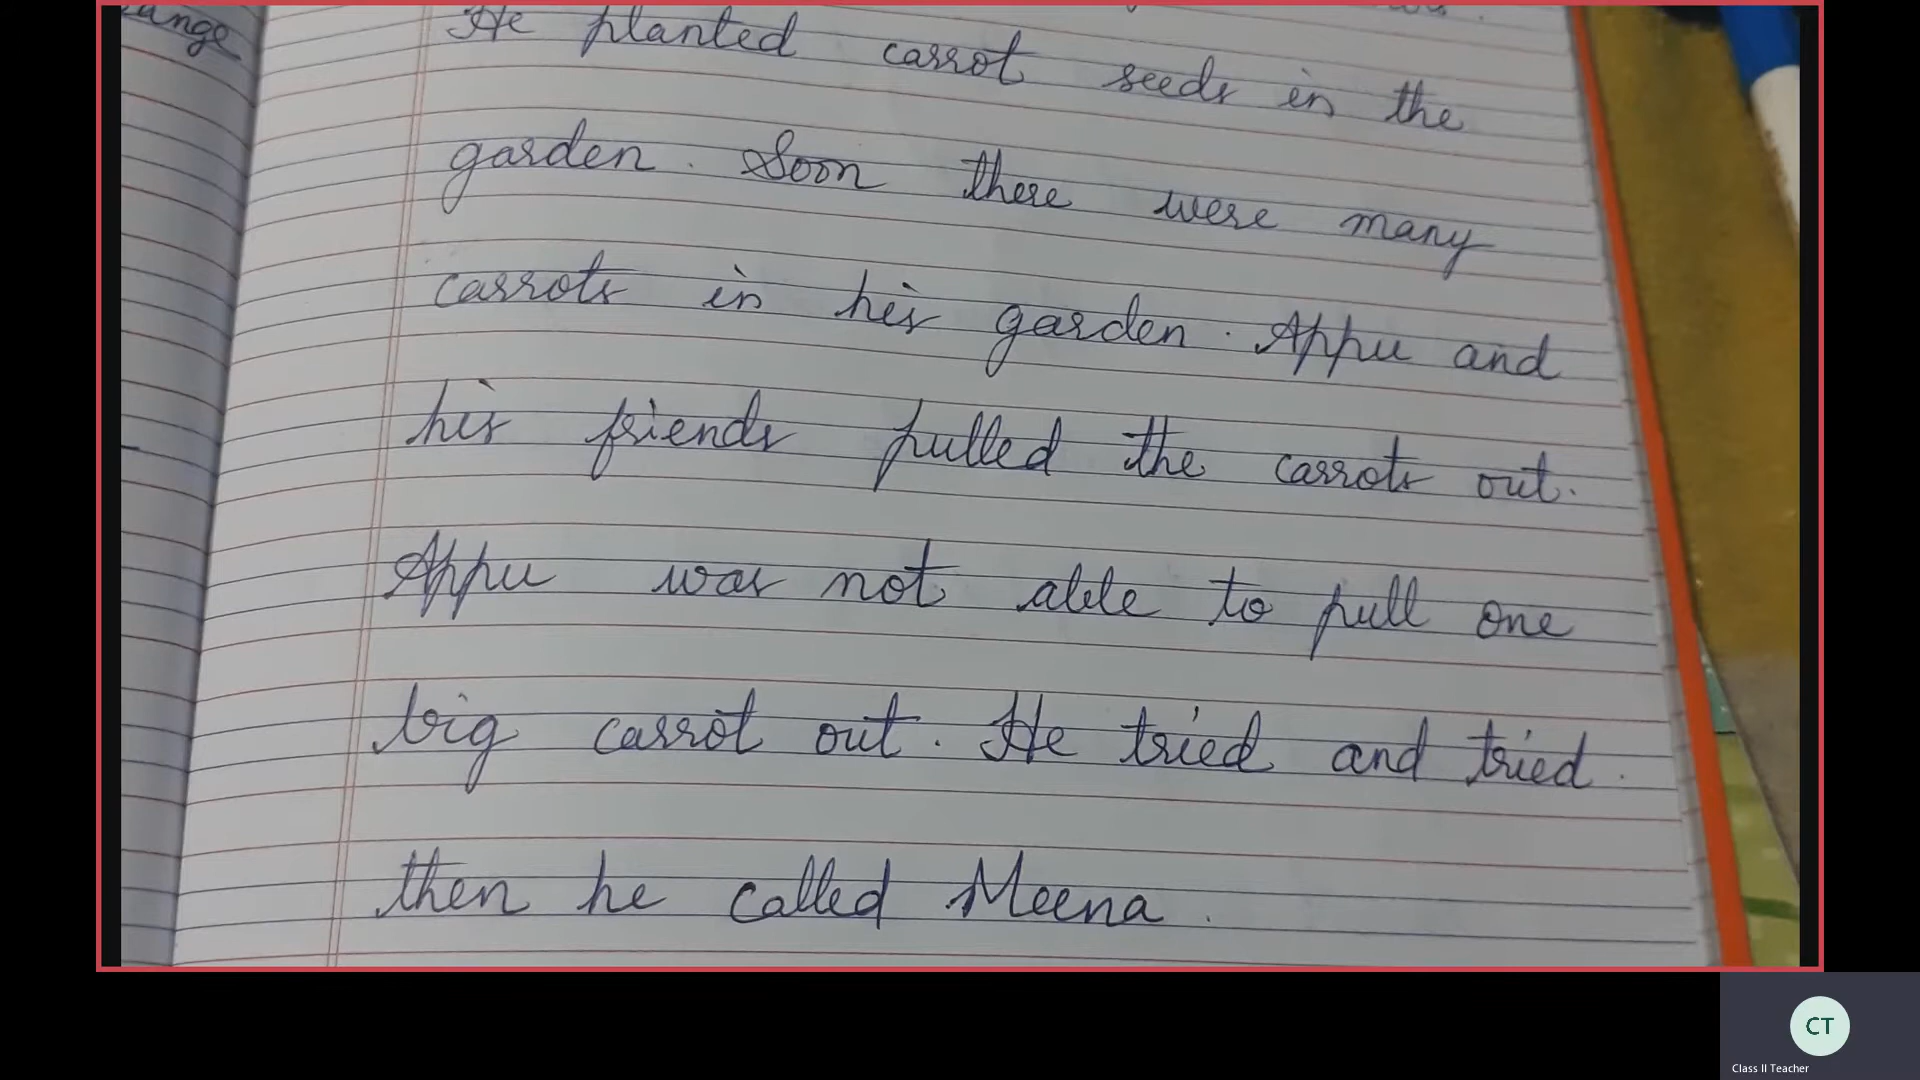 ange
He planted carrot seeds in the
garden. Soon there were many
carrots in his garden. Appu and
his friends pulled the carrots out.
Appu was not able to pull one
big carrot out. He tried and tried.
then he called Meena.
CT
Class II Teacher